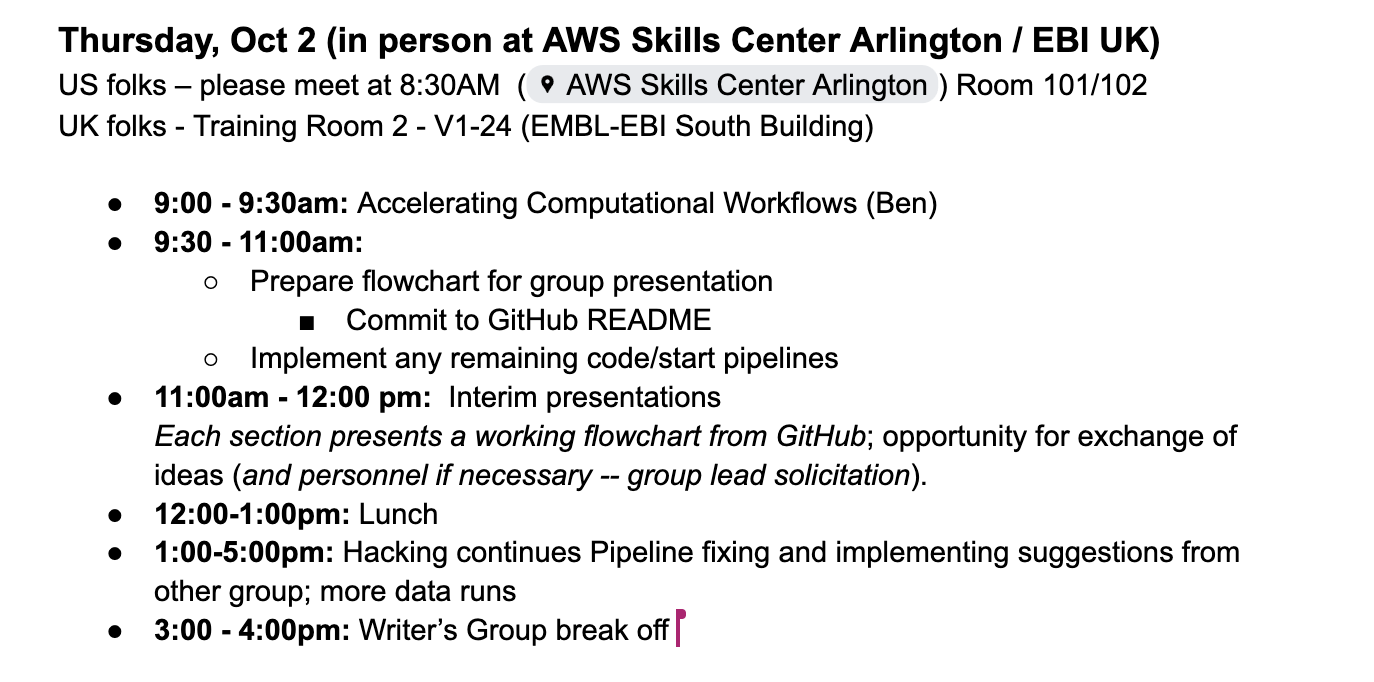 Thursday, Oct 2 (in person at AWS Skills Center Arlington / EBI UK)
US folks – please meet at 8:30AM  ( AWS Skills Center Arlington ) Room 101/102
UK folks - Training Room 2 - V1-24 (EMBL-EBI South Building)
● 9:00 - 9:30am: Accelerating Computational Workflows (Ben)
● 9:30 - 11:00am:
○ Prepare flowchart for group presentation
■ Commit to GitHub README
○ Implement any remaining code/start pipelines
● 11:00am - 12:00 pm:  Interim presentations
Each section presents a working flowchart from GitHub; opportunity for exchange of
ideas (and personnel if necessary -- group lead solicitation).
● 12:00-1:00pm: Lunch
● 1:00-5:00pm: Hacking continues Pipeline fixing and implementing suggestions from
other group; more data runs
● 3:00 - 4:00pm: Writer’s Group break off